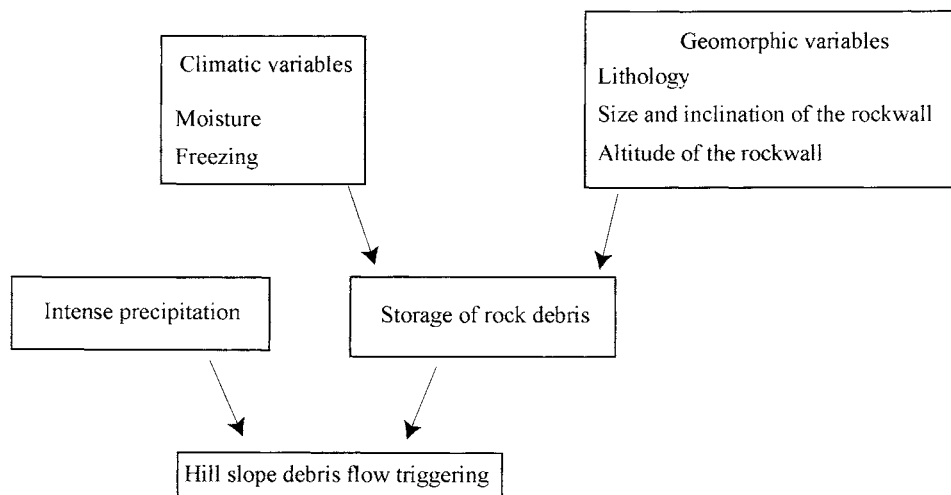 Climatic variables
Moisture
Freezing
Geomorphic variables
Lithology
Size and inclination of the rockwall
Altitude of the rockwall
Intense precipitation
Storage of rock debris
Hill slope debris flow triggering